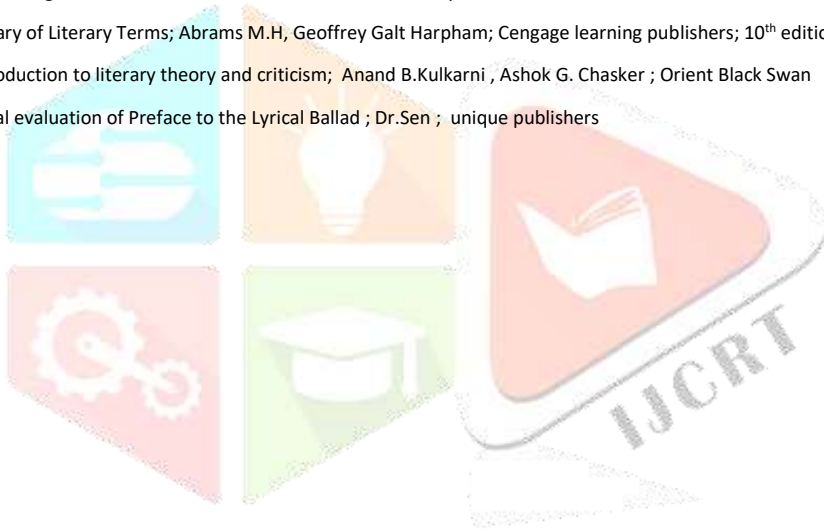 ary of Literary Terms; Abrams M.H, Geoffrey Galt Harpham; Cengage learning publishers; 10th editio
oduction to literary theory and criticism; Anand B.Kulkarni , Ashok G. Chasker ; Orient Black Swan
al evaluation of Preface to the Lyrical Ballad ; Dr.Sen ; unique publishers
IJCRT